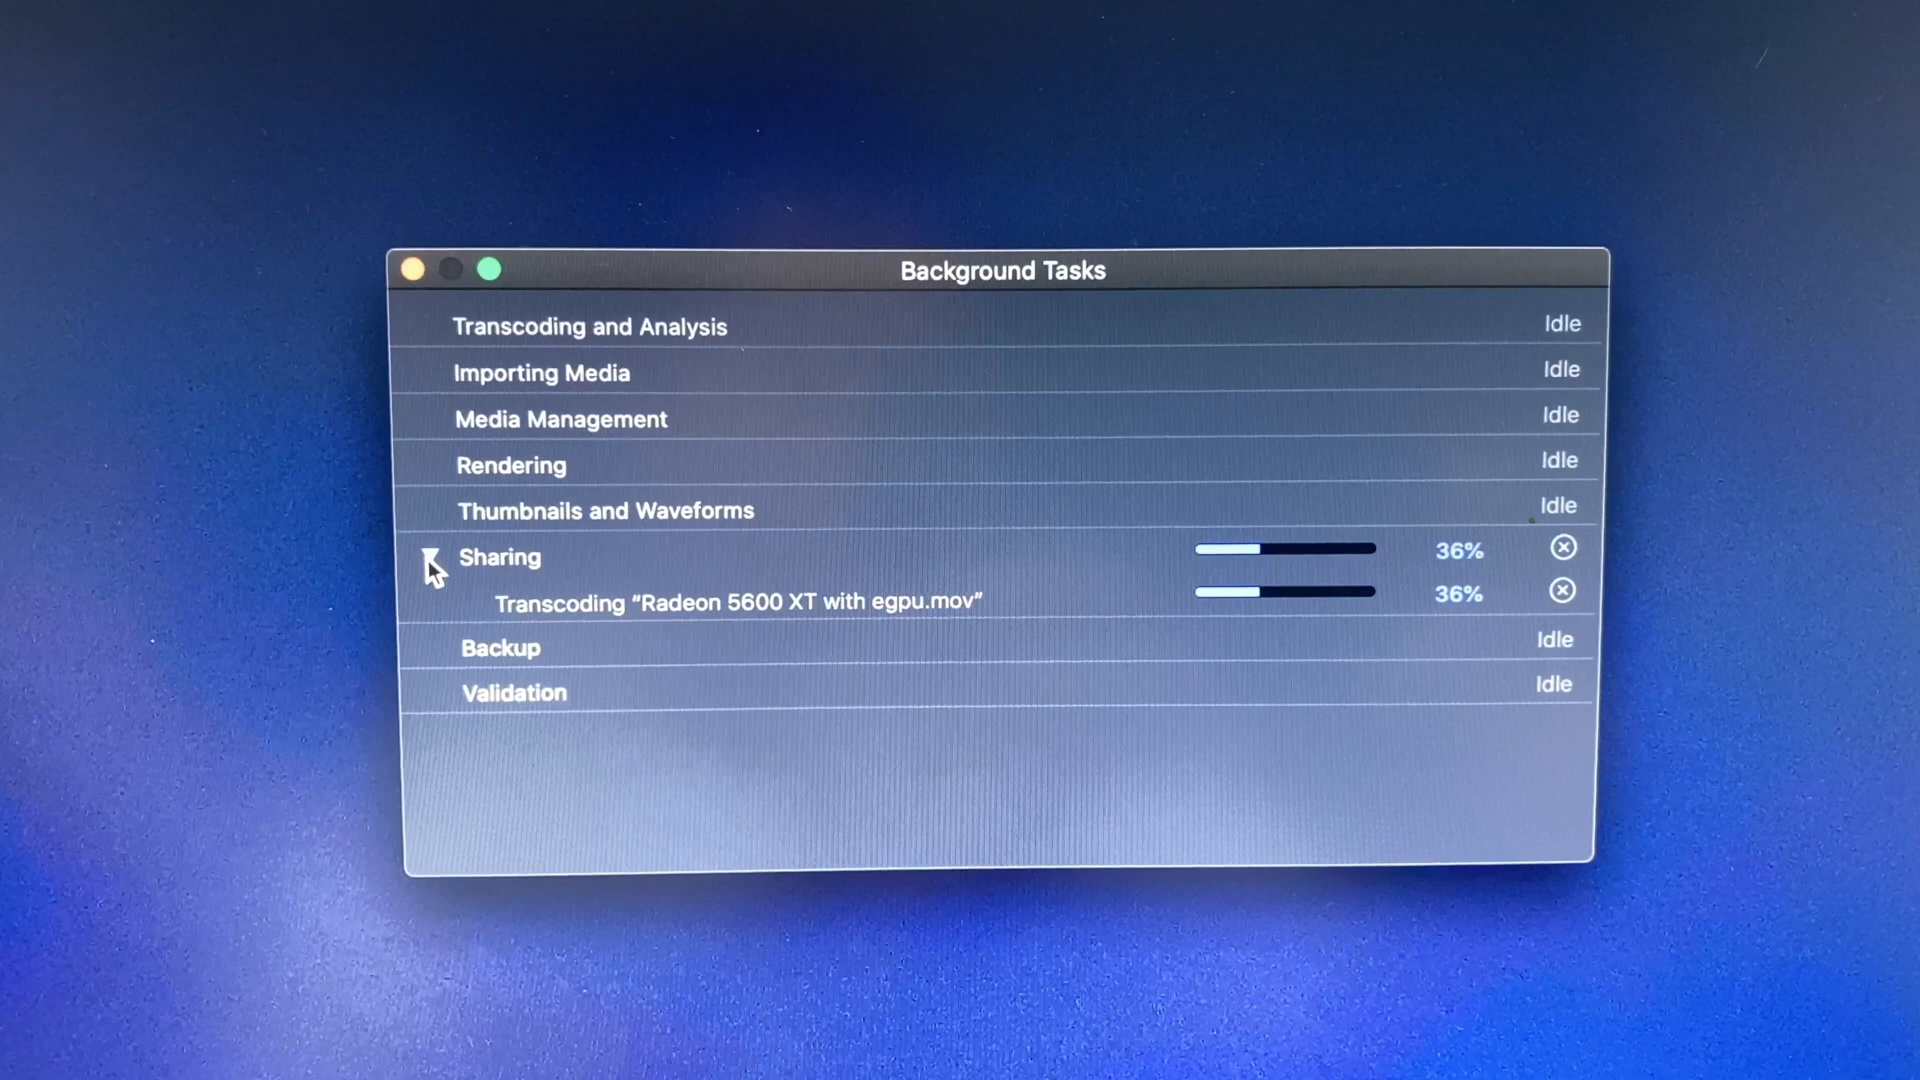 Background Tasks
Transcoding and Analysis Idle
Importing Media Idle
Media Management Idle
Rendering Idle
Thumbnails and Waveforms Idle
Sharing 36%
Transcoding “Radeon 5600 XT with egpu.mov” 36%
Backup Idle
Validation Idle